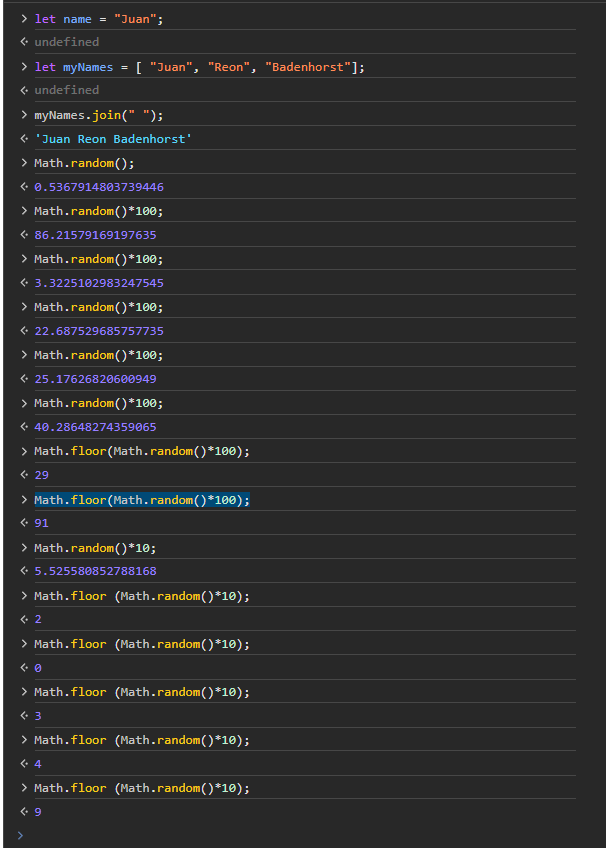 > let name = "Juan";
<· undefined
> let myNames = [ "Juan", "Reon", "Badenhorst"];
<· undefined
> myNames.join(" ");
<· 'Juan Reon Badenhorst'
> Math.random();
<· 0.5367914803739446
> Math.random()*100;
<· 86.21579169197635
> Math.random()*100;
<· 3.3225102983247545
> Math.random()*100;
<· 22.687529685757735
> Math.random()*100;
<· 25.17626820600949
> Math.random()*100;
<· 40.28648274359065
> Math.floor(Math.random()*100);
<· 29
> Math.floor(Math.random()*100);
<· 91
> Math.random()*10;
<· 5.525580852788168
> Math.floor (Math.random()*10);
<· 2
> Math.floor (Math.random()*10);
<· 0
> Math.floor (Math.random()*10);
<· 3
> Math.floor (Math.random()*10);
<· 4
> Math.floor (Math.random()*10);
<· 9
>